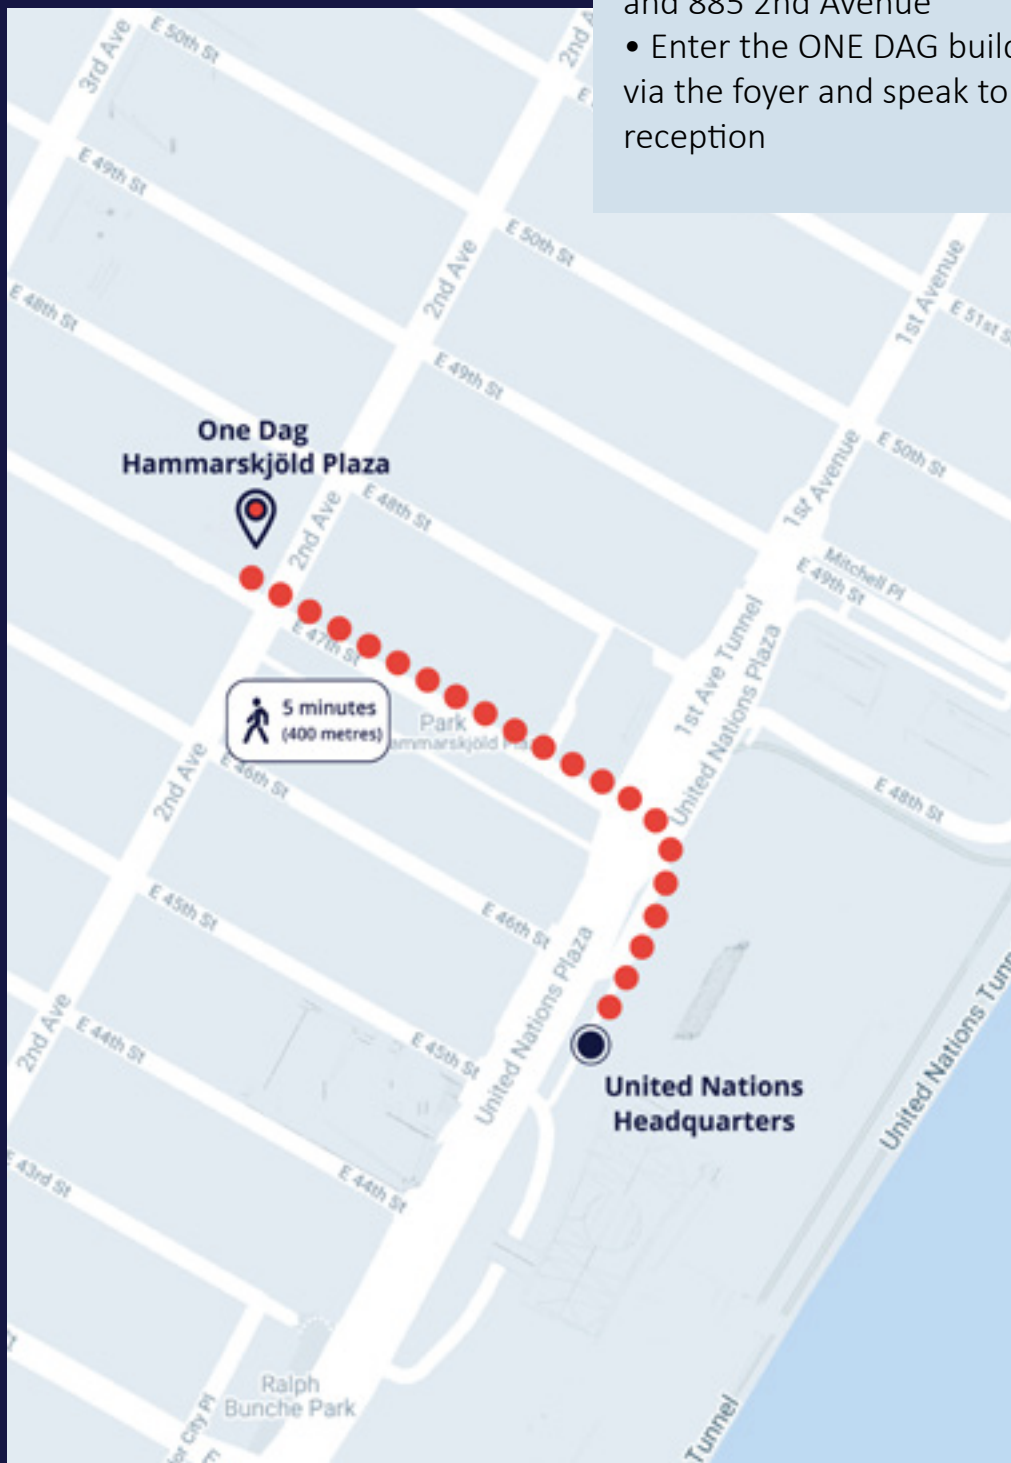 and 885 2nd Avenue
• Enter the ONE DAG
via the foyer and speak to
reception
3rd Ave
E 50th St
2nd
E 49th St
E 50th St
2nd Ave
1st Avenue
E 51st
E 48th St
E 49th St
One Dag
Hammarskjöld Plaza
1st Avenue
E 50th St
E 48th St
2nd Ave
Mitchell Pl
E 49th St
1st Ave Tunnel
United Nations Plaza
E 47th St
5 minutes
(400 metres)
Park
2nd Ave
E 46th St
E 48th St
E 45th St
E 46th St
United Nations Plaza
2nd Ave
E 44th St
E 45th St
United Nations
Headquarters
United Nations
E 43rd St
E 44th St
Ralph
Bunche Park
City Pl
Tunnel